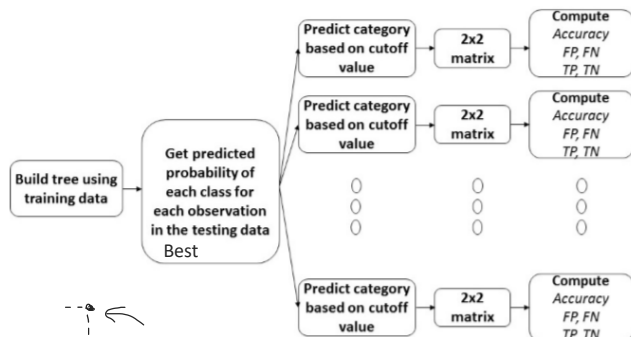 Build tree using
training data
Get predicted
probability of
each class for
each observation
in the testing data
Best
Predict category
based on cutoff
value
2x2
matrix
Compute
Accuracy
FP, FN
TP, TN
Predict category
based on cutoff
value
2x2
matrix
Compute
Accuracy
FP, FN
TP, TN
Predict category
based on cutoff
value
2x2
matrix
Compute
Accuracy
FP, FN
TP, TN